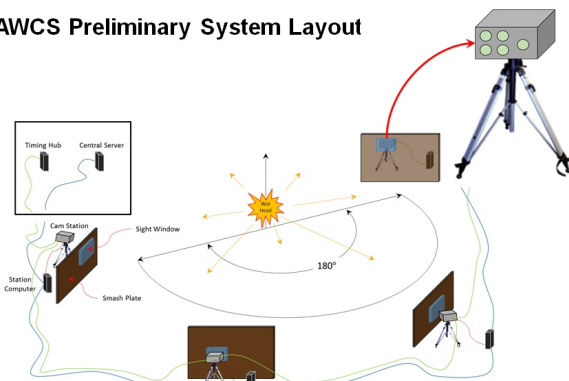 AWCS Preliminary System Layout
Timing Hub
Central Server
War
Head
Cam Station
Sight Window
180°
Station
Computer
Smash Plate